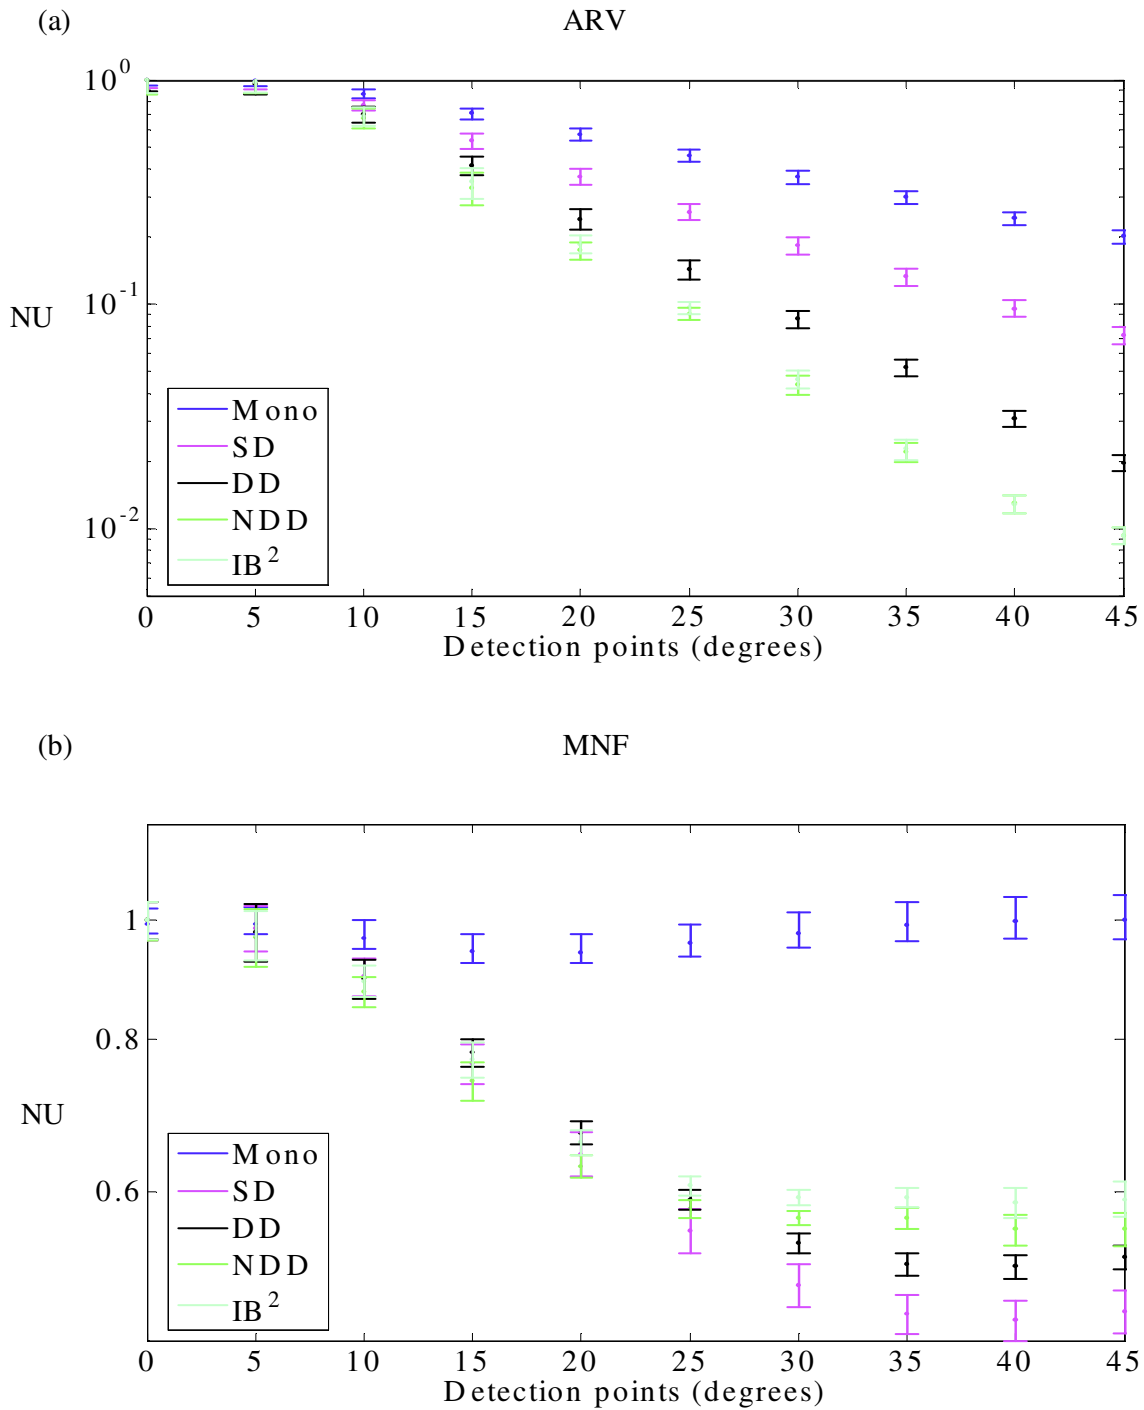 (a) ARV
10^0
10^-1
NU
Mono
SD
DD
NDD
IB^2
10^-2
0 5 10 15 20 25 30 35 40 45
Detection points (degrees)
(b) MNF
1
0.8
NU
Mono
0.6
SD
DD
NDD
IB^2
0 5 10 15 20 25 30 35 40 45
Detection points (degrees)